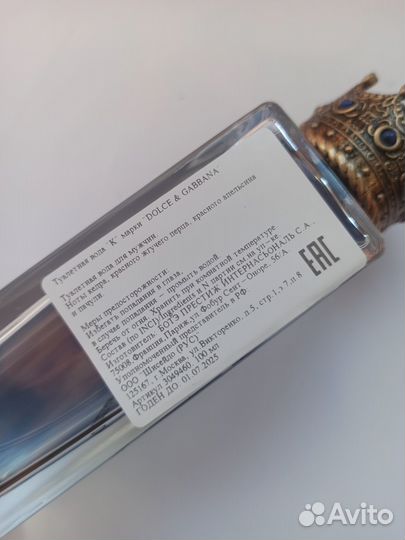 Туалетная вода "K" марки "DOLCE & GABBANA
Туалетная вода для мужчин.
Ноты кедра, красного жгучего перца, красного апельсина
и пачули.
Меры предосторожности:
Избегать попадания в глаза,
случае попадания – промыть водой.
Беречь от огня. Хранить при комнатной температуре.
Состав (по INCI)/Ingredients и N партии см на уп-ке.
Изготовитель: БОТЭ ПРЕСТИЖ ИНТЕРНАСЬОНАЛЬ С.А.,
75008,Франция,Париж,ул. Фобур Сент - Оноре, 56 А
Уполномоченный представитель в РФ:
ООО "Шисейдо (РУС)",
125167, г. Москва, ул. Викторенко, д.5, стр.1,э 7,п.8
Артикул 3049460, 100 мл
ГОДЕН ДО: 01.07.2025
EAC
Avito